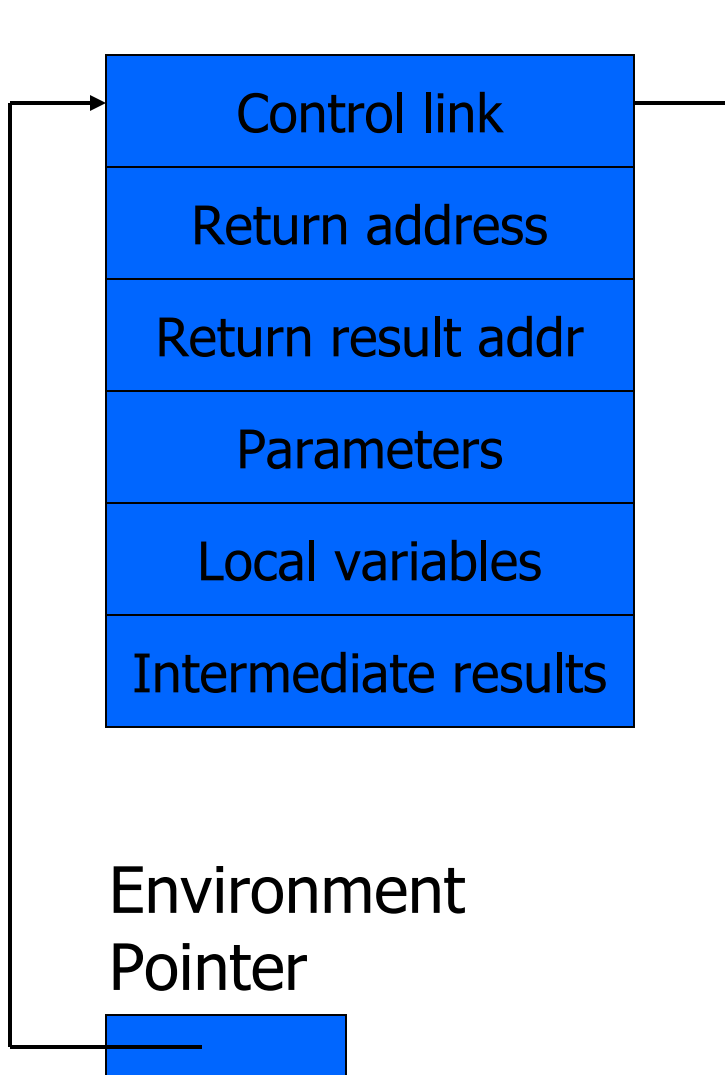 Control link
Return address
Return result addr
Parameters
Local variables
Intermediate results
Environment
Pointer